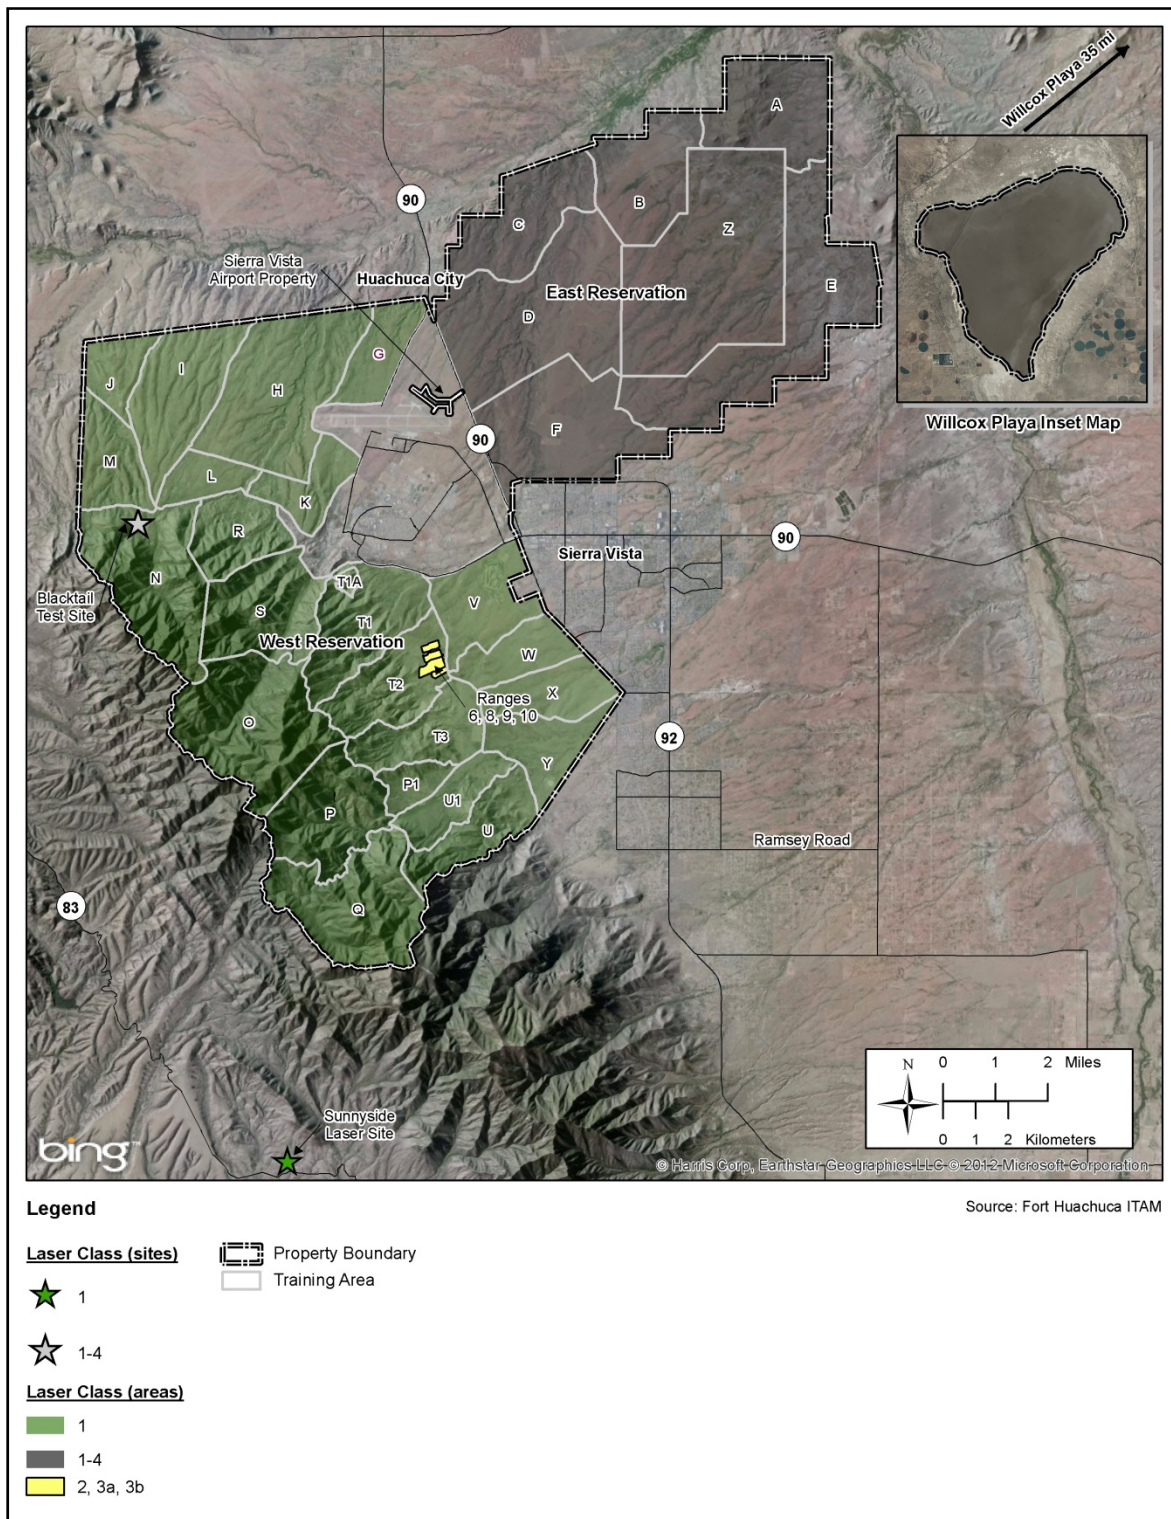 Willcox Playa 35 mi
A
90
B
C
Z
Sierra Vista
Airport Property
Huachuca City
East Reservation
E
D
G
I
J
H
F
90
Willcox Playa Inset Map
M
L
K
R
N
Blacktail
Test Site
S
T1A
T1
West Reservation
V
Sierra Vista
90
W
T2
X
Ranges
6, 8, 9, 10
O
T3
92
Y
P1
U1
P
U
Ramsey Road
Q
83
Sunnyside
Laser Site
N
0 1 2 Miles
0 1 2 Kilometers
bing™
© Harris Corp, Earthstar Geographics LLC © 2012 Microsoft Corporation
Legend
Source: Fort Huachuca ITAM
Laser Class (sites)
Property Boundary
Training Area
1
1-4
Laser Class (areas)
1
1-4
2, 3a, 3b